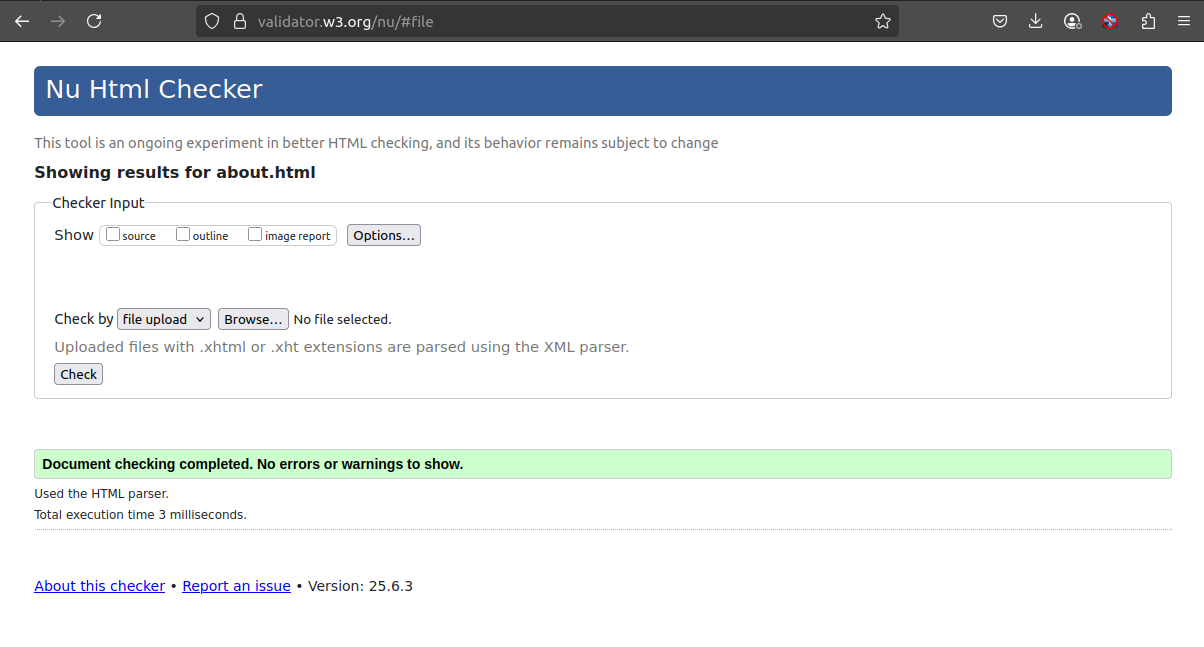 validator.w3.org/nu/#file
Nu Html Checker
This tool is an ongoing experiment in better HTML checking, and its behavior remains subject to change
Showing results for about.html
Checker Input
Show source outline image report Options...
Check by file upload Browse... No file selected.
Uploaded files with .xhtml or .xht extensions are parsed using the XML parser.
Check
Document checking completed. No errors or warnings to show.
Used the HTML parser.
Total execution time 3 milliseconds.
About this checker • Report an issue • Version: 25.6.3